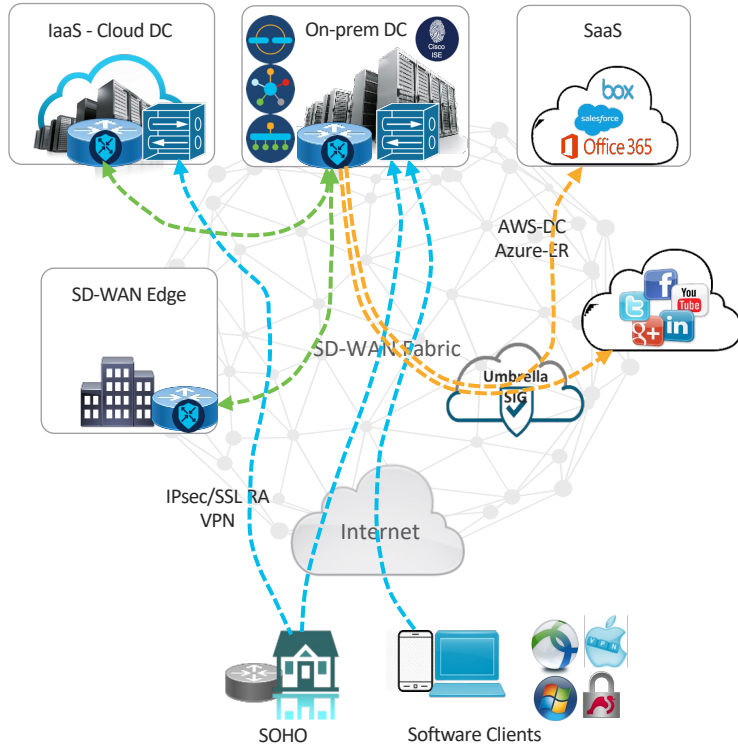 IaaS - Cloud DC
On-prem DC
Cisco
ISE
SaaS
box
salesforce
Office 365
AWS-DC
Azure-ER
SD-WAN Edge
f
You
Tube
t
g+
in
SD-WAN Fabric
Umbrella
SIG
IPsec/SSL RA
VPN
Internet
VPN
SOHO
Software Clients